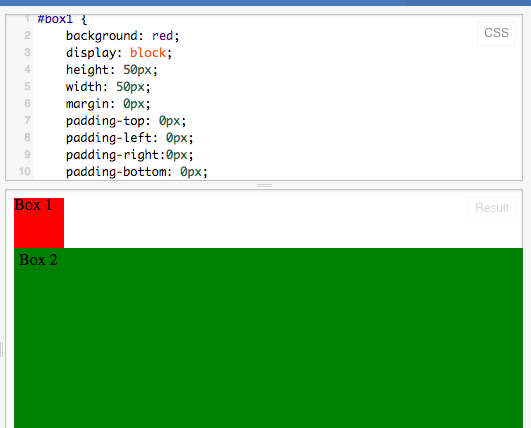 1 #box1 {
CSS
2 background: red;
3 display: block;
4 height: 50px;
5 width: 50px;
6 margin: 0px;
7 padding-top: 0px;
8 padding-left: 0px;
9 padding-right:0px;
10 padding-bottom: 0px;
Box 1
Result
Box 2